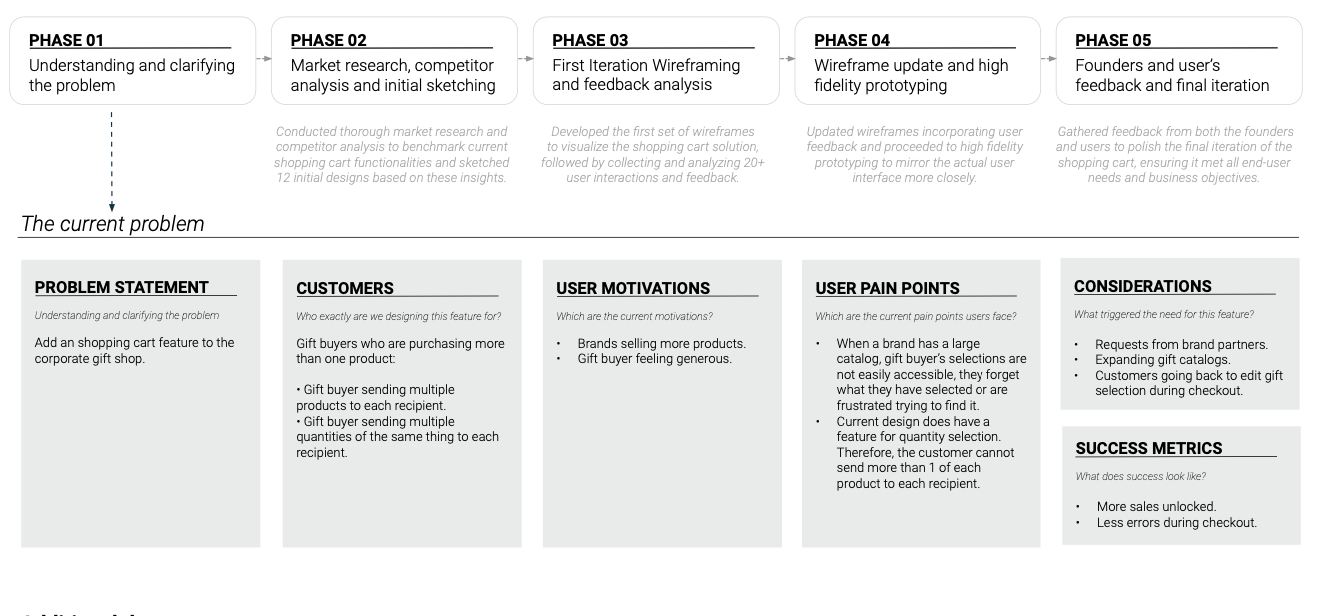 PHASE 01
Understanding and clarifying
the problem
PHASE 02
Market research, competitor
analysis and initial sketching
PHASE 03
First Iteration Wireframing
and feedback analysis
PHASE 04
Wireframe update and high
fidelity prototyping
PHASE 05
Founders and user's
feedback and final iteration
Conducted thorough market research and
competitor analysis to benchmark current
shopping cart functionalities and sketched
12 initial designs based on these insights.
Developed the first set of wireframes
to visualize the shopping cart solution,
followed by collecting and analyzing 20+
user interactions and feedback.
Updated wireframes incorporating user
feedback and proceeded to high fidelity
prototyping to mirror the actual user
interface more closely.
Gathered feedback from both the founders
and users to polish the final iteration of the
shopping cart, ensuring it met all end-user
needs and business objectives.
The current problem
PROBLEM STATEMENT
Understanding and clarifying the problem
Add an shopping cart feature to the
corporate gift shop.
CUSTOMERS
Who exactly are we designing this feature for?
Gift buyers who are purchasing more
than one product:
• Gift buyer sending multiple
products to each recipient.
• Gift buyer sending multiple
quantities of the same thing to each
recipient.
USER MOTIVATIONS
Which are the current motivations?
• Brands selling more products.
• Gift buyer feeling generous.
USER PAIN POINTS
Which are the current pain points users face?
• When a brand has a large
catalog, gift buyer's selections are
not easily accessible, they forget
what they have selected or are
frustrated trying to find it.
• Current design does have a
feature for quantity selection.
Therefore, the customer cannot
send more than 1 of each
product to each recipient.
CONSIDERATIONS
What triggered the need for this feature?
• Requests from brand partners.
• Expanding gift catalogs.
• Customers going back to edit gift
selection during checkout.
SUCCESS METRICS
What does success look like?
• More sales unlocked.
• Less errors during checkout.